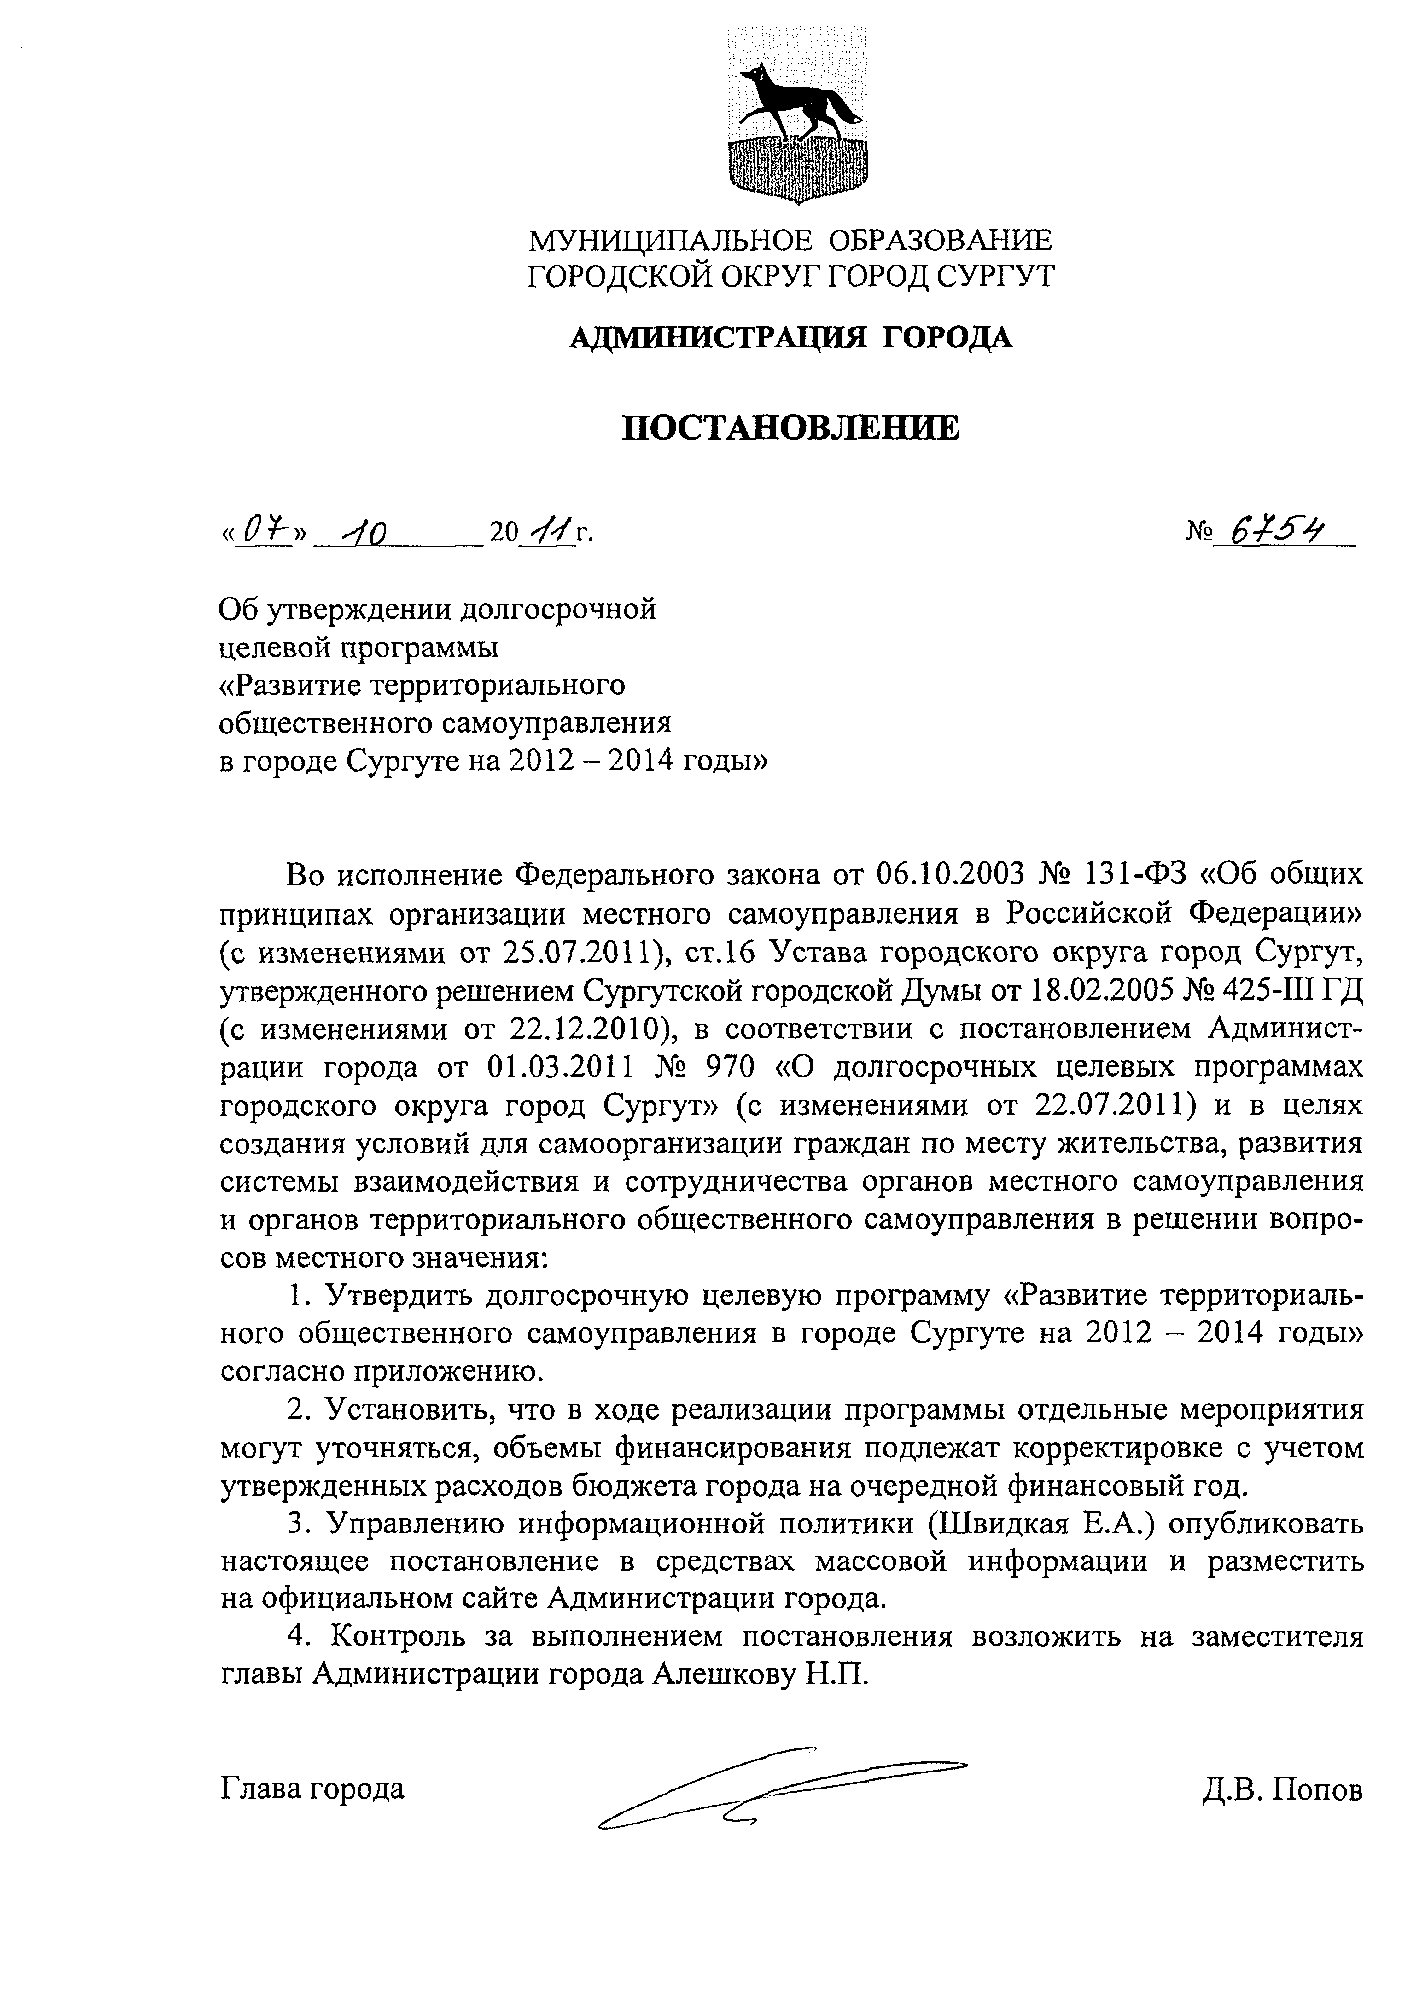 МУНИЦИПАЛЬНОЕ ОБРАЗОВАНИЕ
ГОРОДСКОЙ ОКРУГ ГОРОД СУРГУТ
АДМИНИСТРАЦИЯ ГОРОДА
ПОСТАНОВЛЕНИЕ
«07» 10 2011г. № 6754
Об утверждении долгосрочной
целевой программы
«Развитие территориального
общественного самоуправления
в городе Сургуте на 2012 – 2014 годы»
Во исполнение Федерального закона от 06.10.2003 № 131-ФЗ «Об общих
принципах организации местного самоуправления в Российской Федерации»
(с изменениями от 25.07.2011), ст.16 Устава городского округа город Сургут,
утвержденного решением Сургутской городской Думы от 18.02.2005 № 425-III ГД
(с изменениями от 22.12.2010), в соответствии с постановлением Админист-
рации города от 01.03.2011 № 970 «О долгосрочных целевых программах
городского округа город Сургут» (с изменениями от 22.07.2011) и в целях
создания условий для самоорганизации граждан по месту жительства, развития
системы взаимодействия и сотрудничества органов местного самоуправления
и органов территориального общественного самоуправления в решении вопро-
сов местного значения:
1. Утвердить долгосрочную целевую программу «Развитие территориаль-
ного общественного самоуправления в городе Сургуте на 2012 – 2014 годы»
согласно приложению.
2. Установить, что в ходе реализации программы отдельные мероприятия
могут уточняться, объемы финансирования подлежат корректировке с учетом
утвержденных расходов бюджета города на очередной финансовый год.
3. Управлению информационной политики (Швидкая Е.А.) опубликовать
настоящее постановление в средствах массовой информации и разместить
на официальном сайте Администрации города.
4. Контроль за выполнением постановления возложить на заместителя
главы Администрации города Алешкову Н.П.
Глава города Д.В. Попов